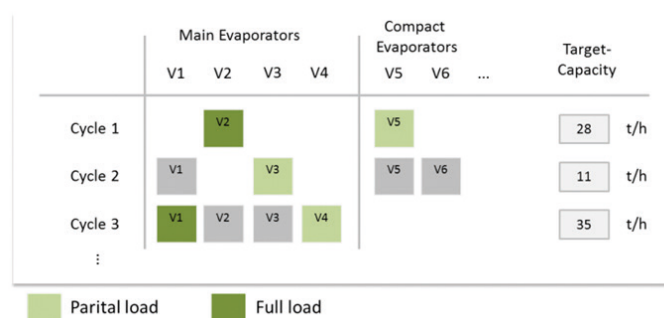 Main Evaporators
Compact
Evaporators
Target-
Capacity
V1 V2 V3 V4 V5 V6 ...
Cycle 1 V2 V5 28 t/h
Cycle 2 V1 V3 V5 V6 11 t/h
Cycle 3 V1 V2 V3 V4 35 t/h
⋮
Parital load Full load